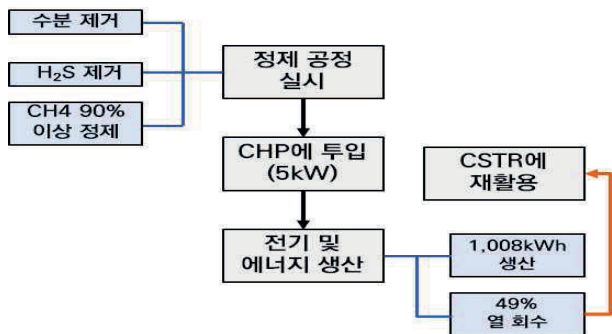 수분 제거
H₂S 제거
CH4 90%
이상 정제
정제 공정
실시
CHP에 투입
(5kW)
전기 및
에너지 생산
CSTR에
재활용
1,008kWh
생산
49%
열 회수